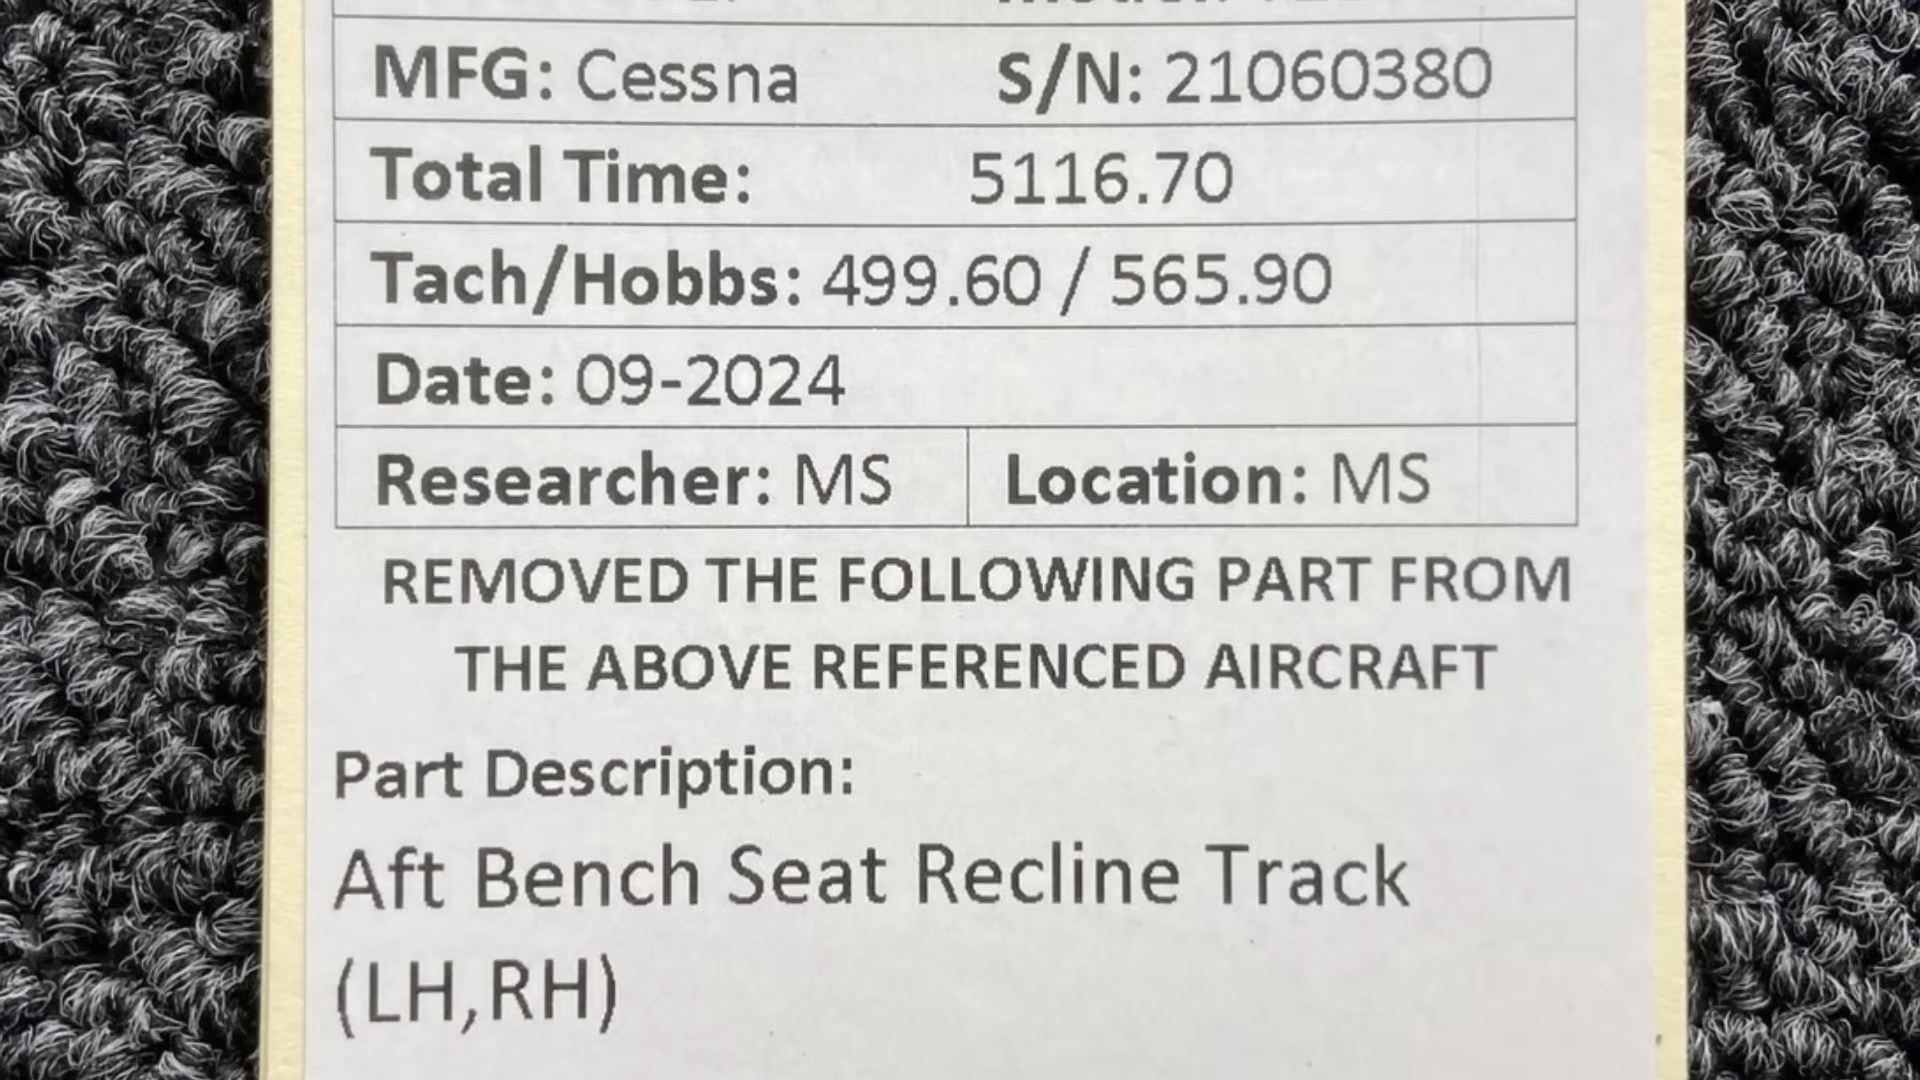 MFG: Cessna S/N: 21060380
Total Time: 5116.70
Tach/Hobbs: 499.60 / 565.90
Date: 09-2024
Researcher: MS Location: MS
REMOVED THE FOLLOWING PART FROM
THE ABOVE REFERENCED AIRCRAFT
Part Description:
Aft Bench Seat Recline Track
(LH,RH)